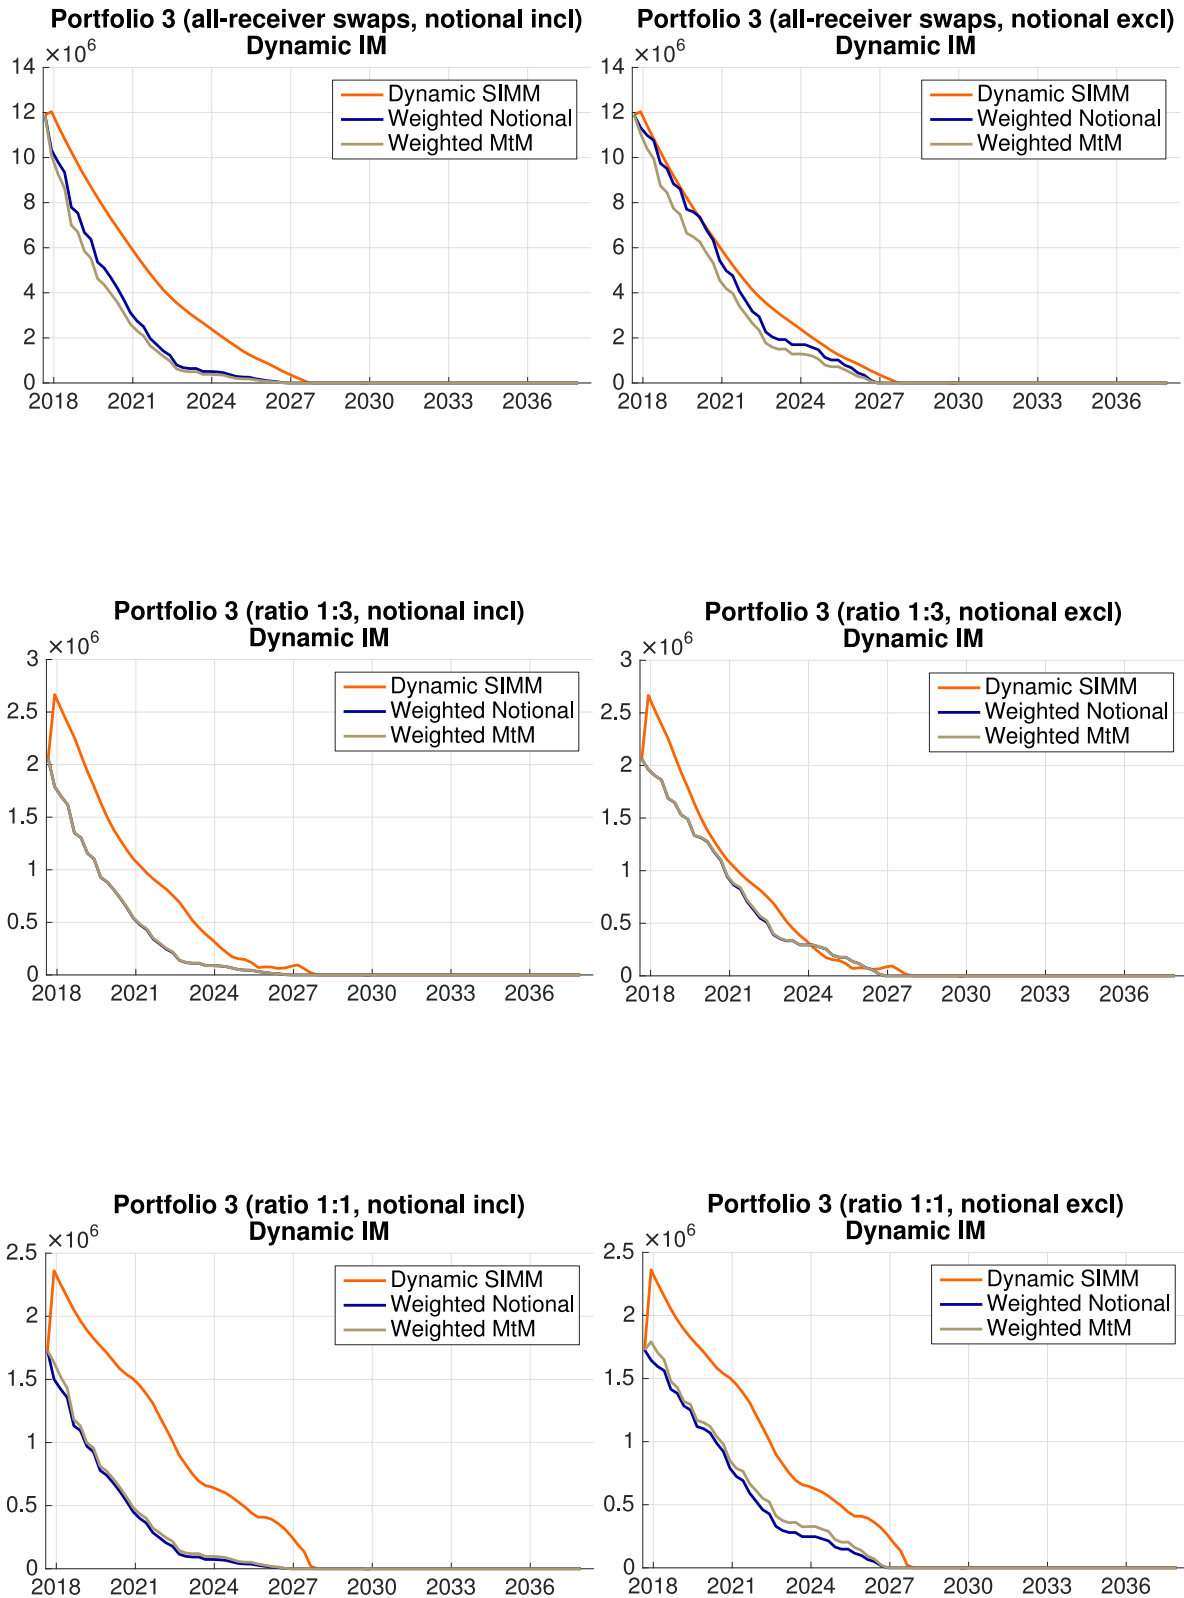 Portfolio 3 (all-receiver swaps, notional incl)
Dynamic IM
×10^6
14
12
10
8
6
4
2
0
2018 2021 2024 2027 2030 2033 2036
Dynamic SIMM
Weighted Notional
Weighted MtM
Portfolio 3 (all-receiver swaps, notional excl)
Dynamic IM
×10^6
14
12
10
8
6
4
2
0
2018 2021 2024 2027 2030 2033 2036
Dynamic SIMM
Weighted Notional
Weighted MtM
Portfolio 3 (ratio 1:3, notional incl)
Dynamic IM
×10^6
3
2.5
2
1.5
1
0.5
0
2018 2021 2024 2027 2030 2033 2036
Dynamic SIMM
Weighted Notional
Weighted MtM
Portfolio 3 (ratio 1:3, notional excl)
Dynamic IM
×10^6
3
2.5
2
1.5
1
0.5
0
2018 2021 2024 2027 2030 2033 2036
Dynamic SIMM
Weighted Notional
Weighted MtM
Portfolio 3 (ratio 1:1, notional incl)
Dynamic IM
×10^6
2.5
2
1.5
1
0.5
0
2018 2021 2024 2027 2030 2033 2036
Dynamic SIMM
Weighted Notional
Weighted MtM
Portfolio 3 (ratio 1:1, notional excl)
Dynamic IM
×10^6
2.5
2
1.5
1
0.5
0
2018 2021 2024 2027 2030 2033 2036
Dynamic SIMM
Weighted Notional
Weighted MtM